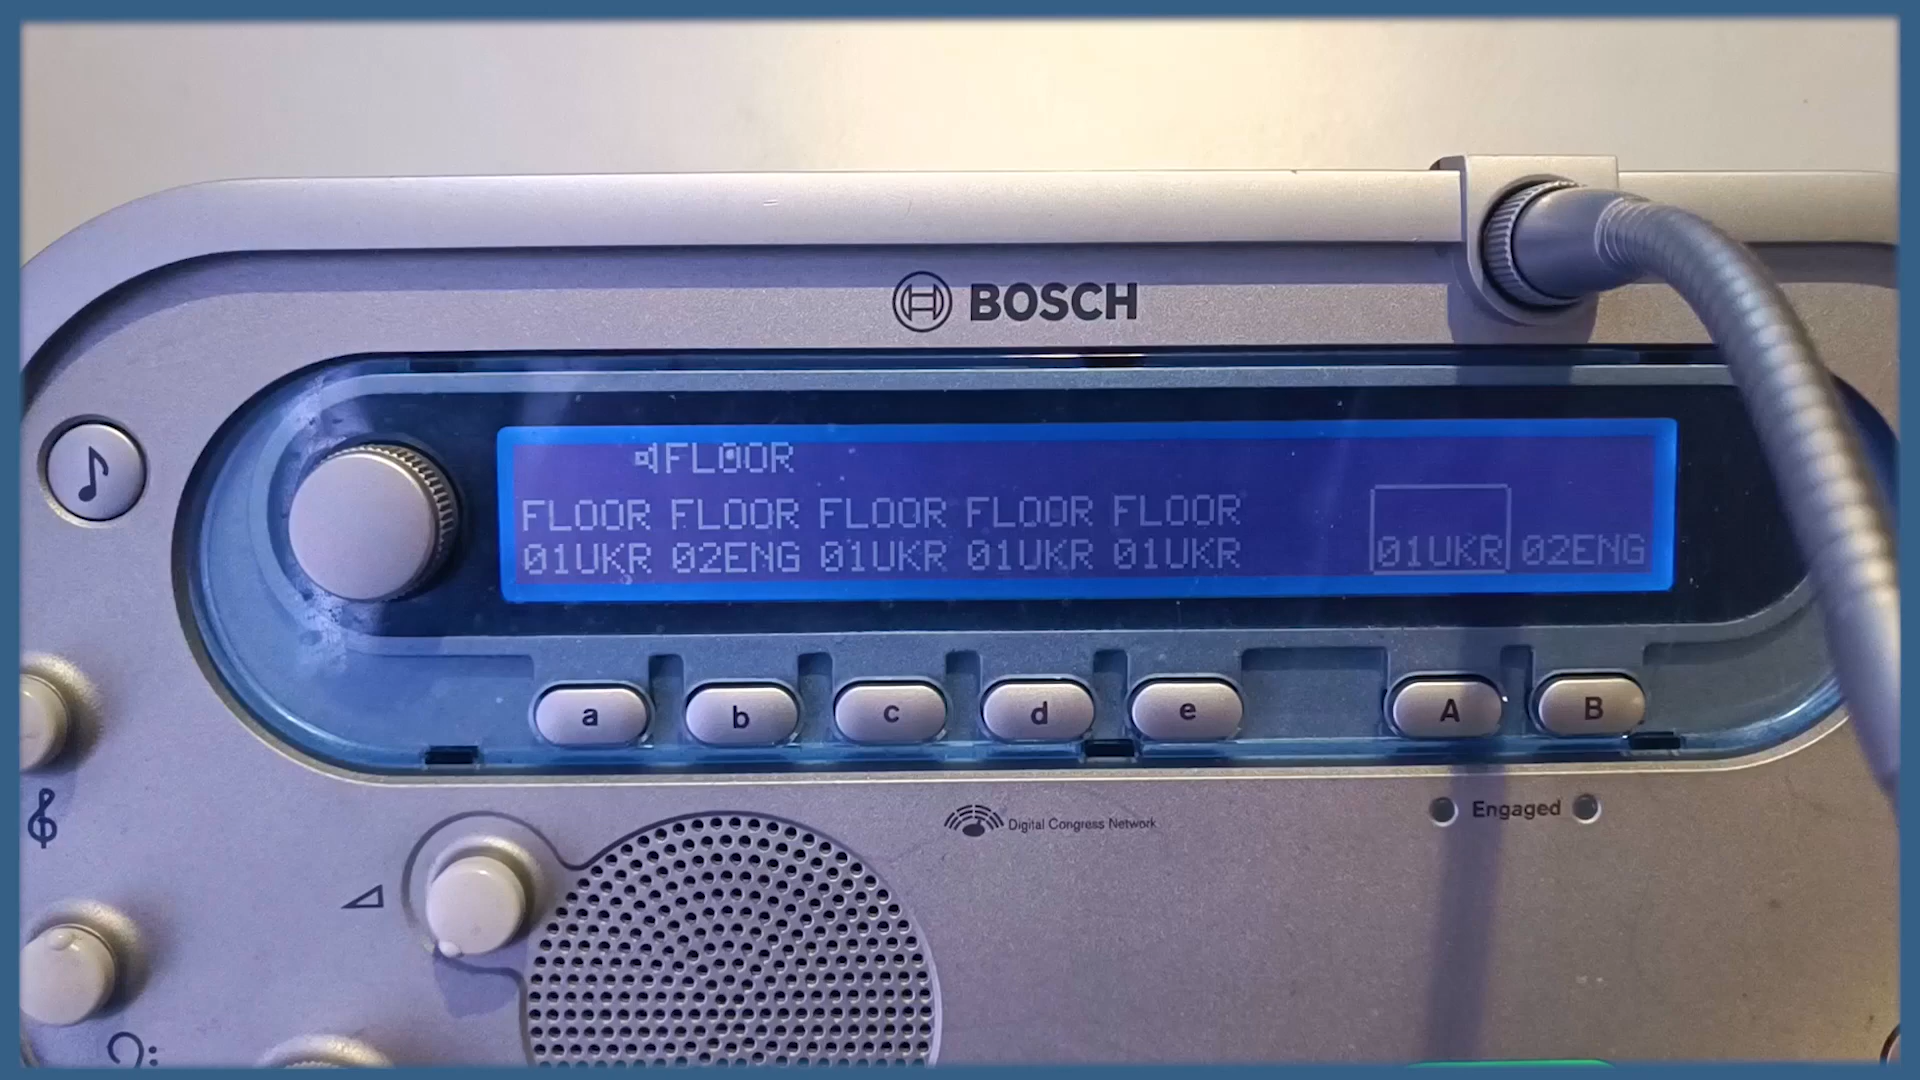 BOSCH
FLOOR
FLOOR FLOOR FLOOR FLOOR FLOOR
01UKR 02ENG 01UKR 01UKR 01UKR 01UKR 02ENG
a b c d e A B
Digital Congress Network
Engaged